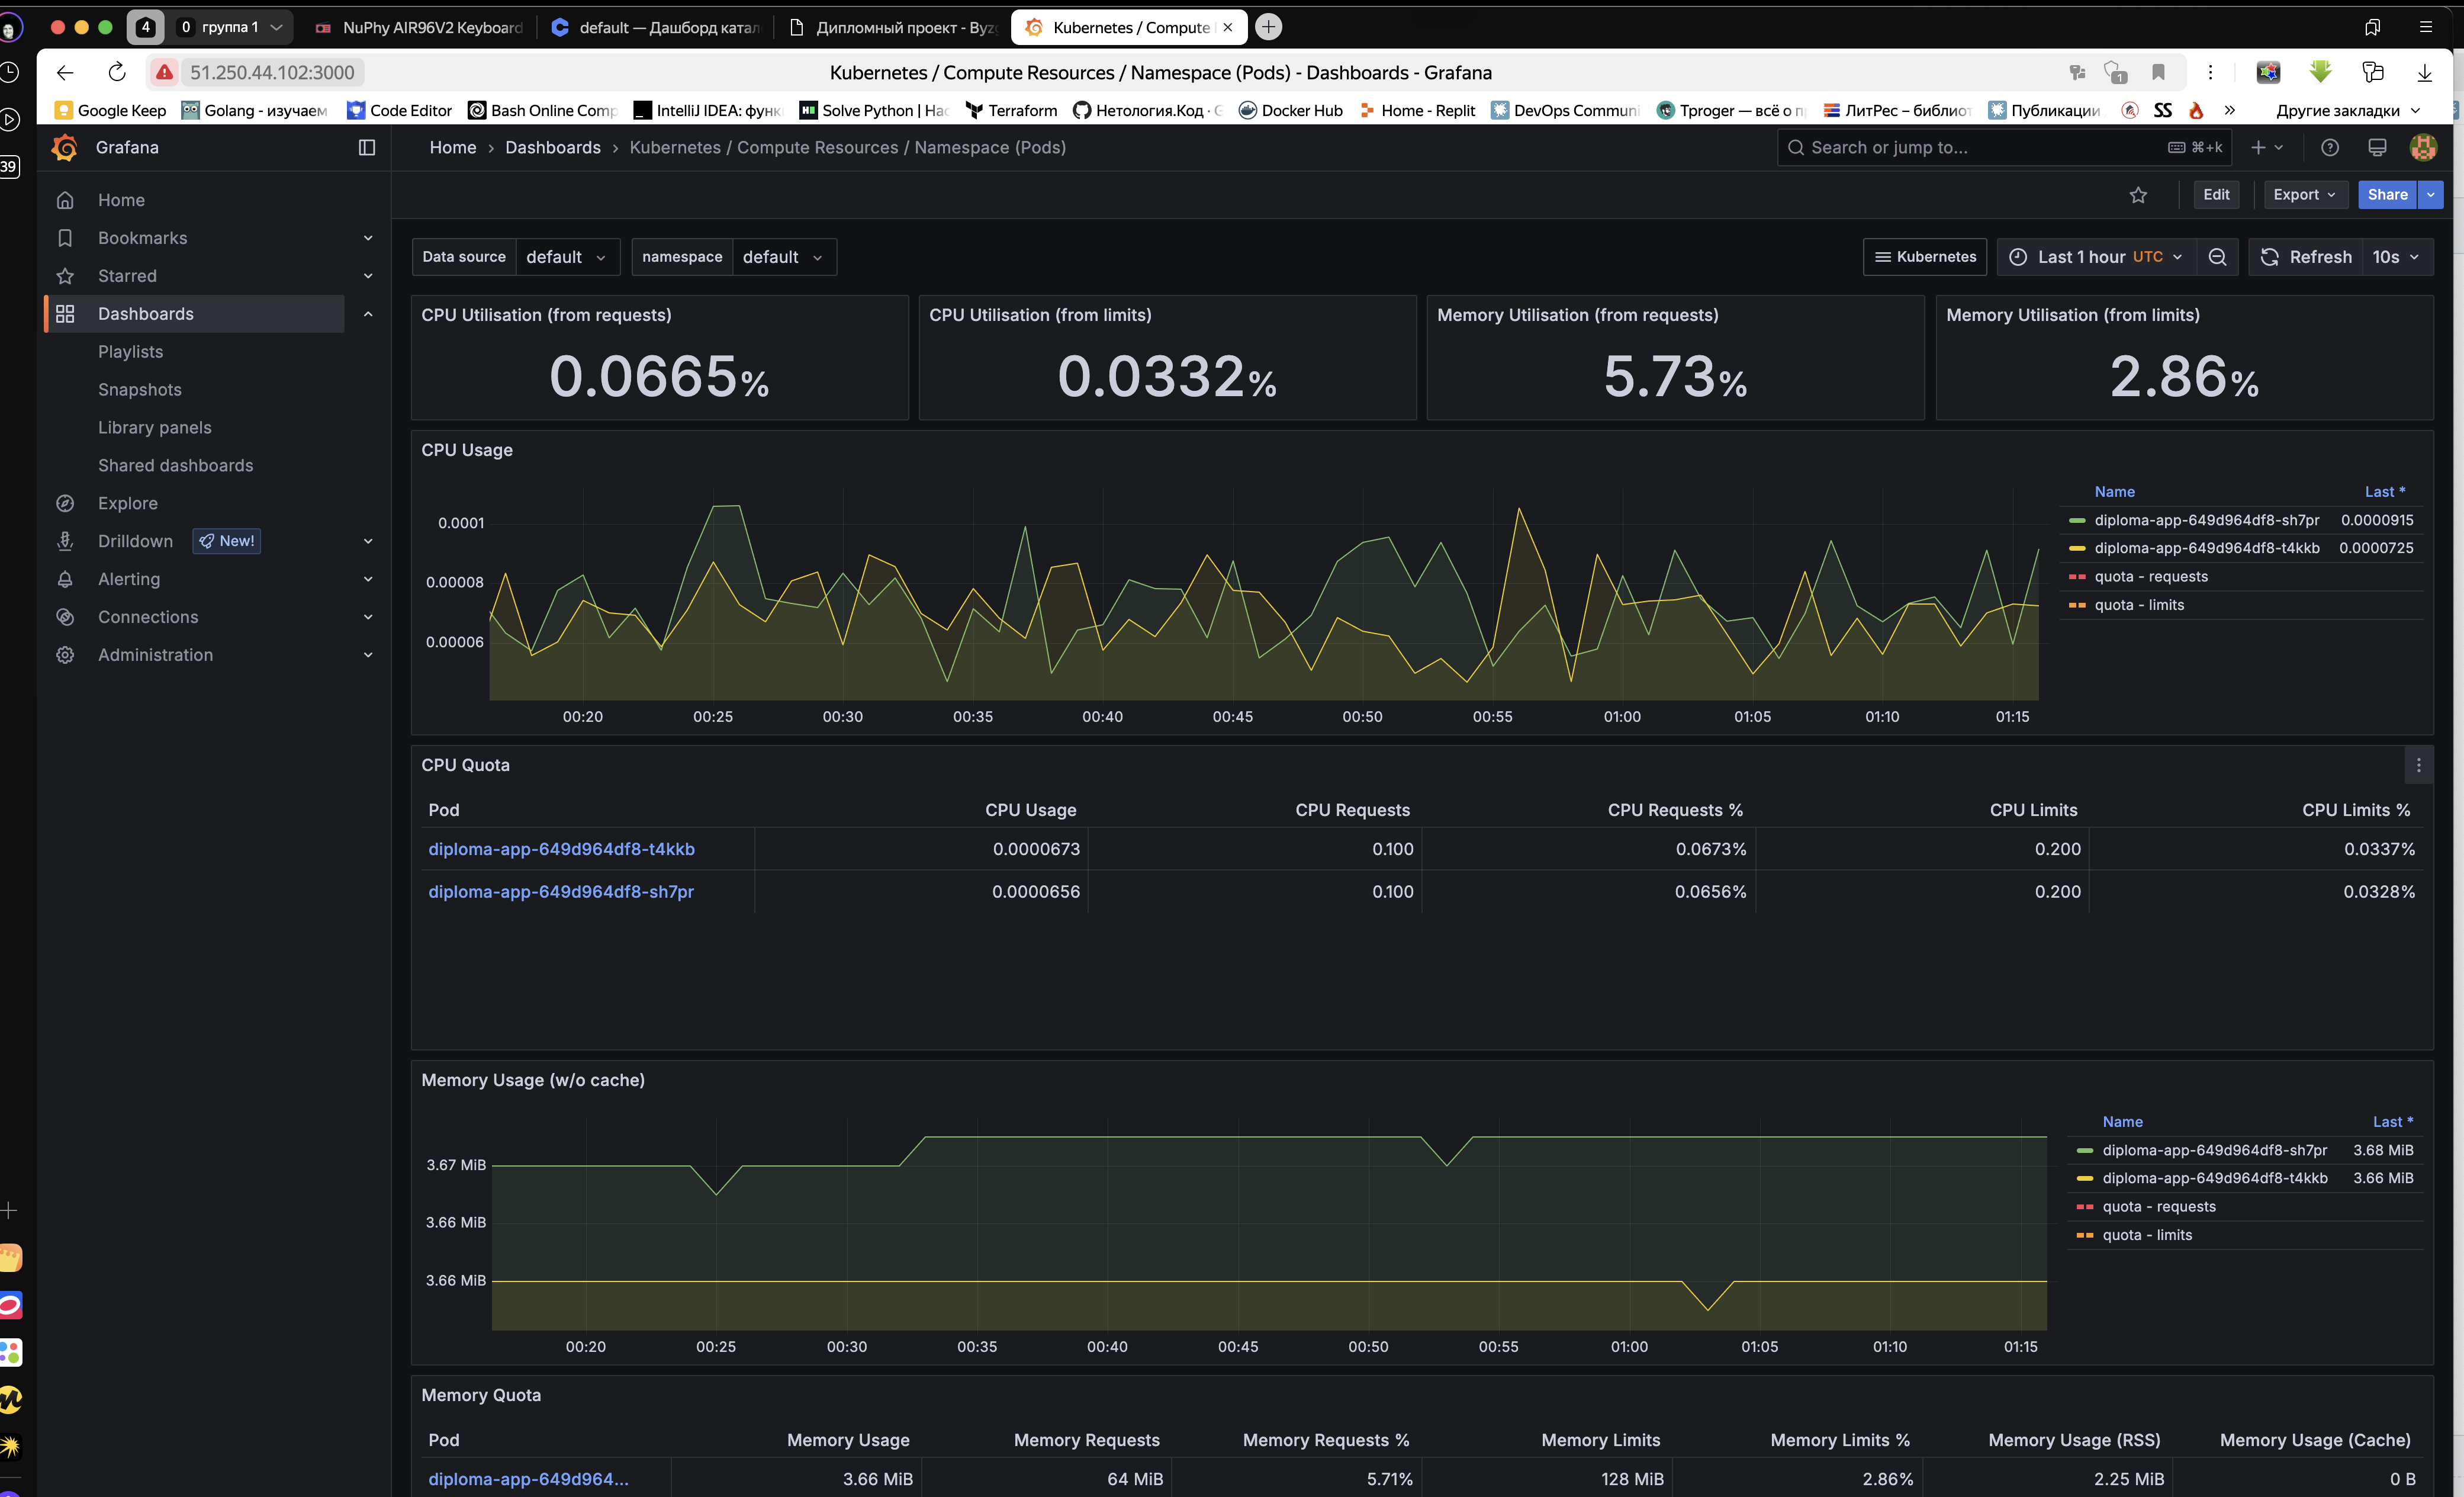 4 0 группа 1 NuPhy AIR96V2 Keyboard default — Дашборд катал Дипломный проект - Byz Kubernetes / Compute
51.250.44.102:3000 Kubernetes / Compute Resources / Namespace (Pods) - Dashboards - Grafana 1
Google Keep Golang - изучаем Code Editor Bash Online Comp IntelliJ IDEA: функ Solve Python | Hac Terraform Нетология.Код · G Docker Hub Home - Replit DevOps Communi Tproger — всё о п ЛитРес – библиот Публикации SS » Другие закладки
39
Grafana Home › Dashboards › Kubernetes / Compute Resources / Namespace (Pods) Search or jump to... ⌘+k
Edit Export Share
Home
Bookmarks
Starred
Dashboards
Playlists
Snapshots
Library panels
Shared dashboards
Explore
Drilldown New!
Alerting
Connections
Administration
Data source default namespace default Kubernetes Last 1 hour UTC Refresh 10s
CPU Utilisation (from requests) CPU Utilisation (from limits) Memory Utilisation (from requests) Memory Utilisation (from limits)
0.0665% 0.0332% 5.73% 2.86%
CPU Usage
0.0001
0.00008
0.00006
00:20 00:25 00:30 00:35 00:40 00:45 00:50 00:55 01:00 01:05 01:10 01:15
Name Last *
diploma-app-649d964df8-sh7pr 0.0000915
diploma-app-649d964df8-t4kkb 0.0000725
quota - requests
quota - limits
CPU Quota
Pod CPU Usage CPU Requests CPU Requests % CPU Limits CPU Limits %
diploma-app-649d964df8-t4kkb 0.0000673 0.100 0.0673% 0.200 0.0337%
diploma-app-649d964df8-sh7pr 0.0000656 0.100 0.0656% 0.200 0.0328%
Memory Usage (w/o cache)
3.67 MiB
3.66 MiB
3.66 MiB
00:20 00:25 00:30 00:35 00:40 00:45 00:50 00:55 01:00 01:05 01:10 01:15
Name Last *
diploma-app-649d964df8-sh7pr 3.68 MiB
diploma-app-649d964df8-t4kkb 3.66 MiB
quota - requests
quota - limits
Memory Quota
Pod Memory Usage Memory Requests Memory Requests % Memory Limits Memory Limits % Memory Usage (RSS) Memory Usage (Cache)
diploma-app-649d964... 3.66 MiB 64 MiB 5.71% 128 MiB 2.86% 2.25 MiB 0 B